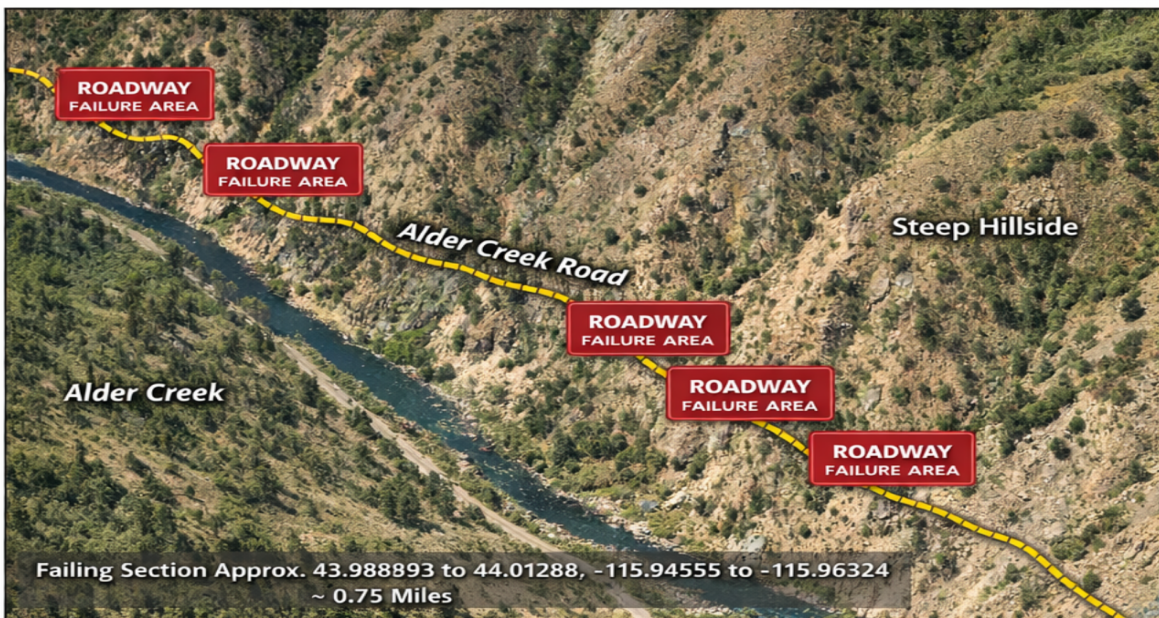 ROADWAY
FAILURE AREA
ROADWAY
FAILURE AREA
Steep Hillside
Alder Creek Road
ROADWAY
FAILURE AREA
Alder Creek
ROADWAY
FAILURE AREA
ROADWAY
FAILURE AREA
Failing Section Approx. 43.988893 to 44.01288, -115.94555 to -115.96324
~ 0.75 Miles